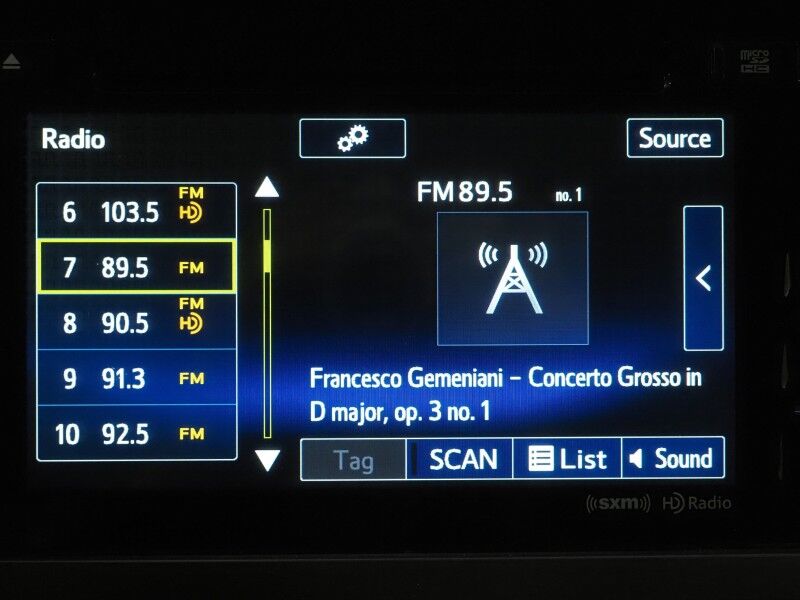 micro
SD
HC
Radio
Source
FM 89.5 no. 1
6 103.5 FM HD
7 89.5 FM
8 90.5 FM HD
9 91.3 FM
10 92.5 FM
Francesco Gemeniani – Concerto Grosso in
D major, op. 3 no. 1
Tag SCAN List Sound
((sxm)) HD Radio